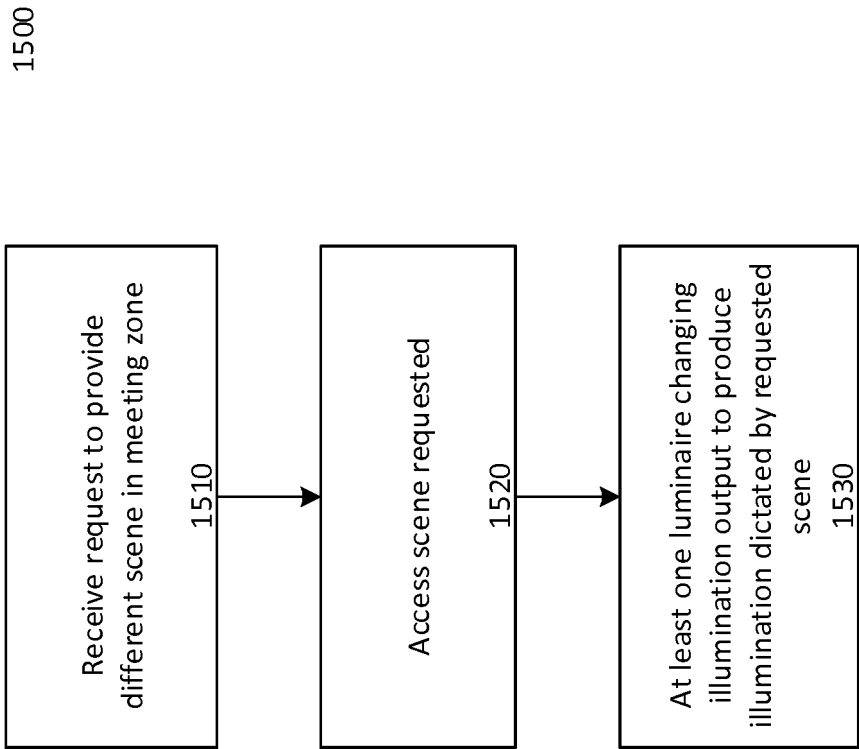 1500
Receive request to provide
different scene in meeting zone
1510
Access scene requested
1520
At least one luminaire changing
illumination output to produce
illumination dictated by requested
scene
1530